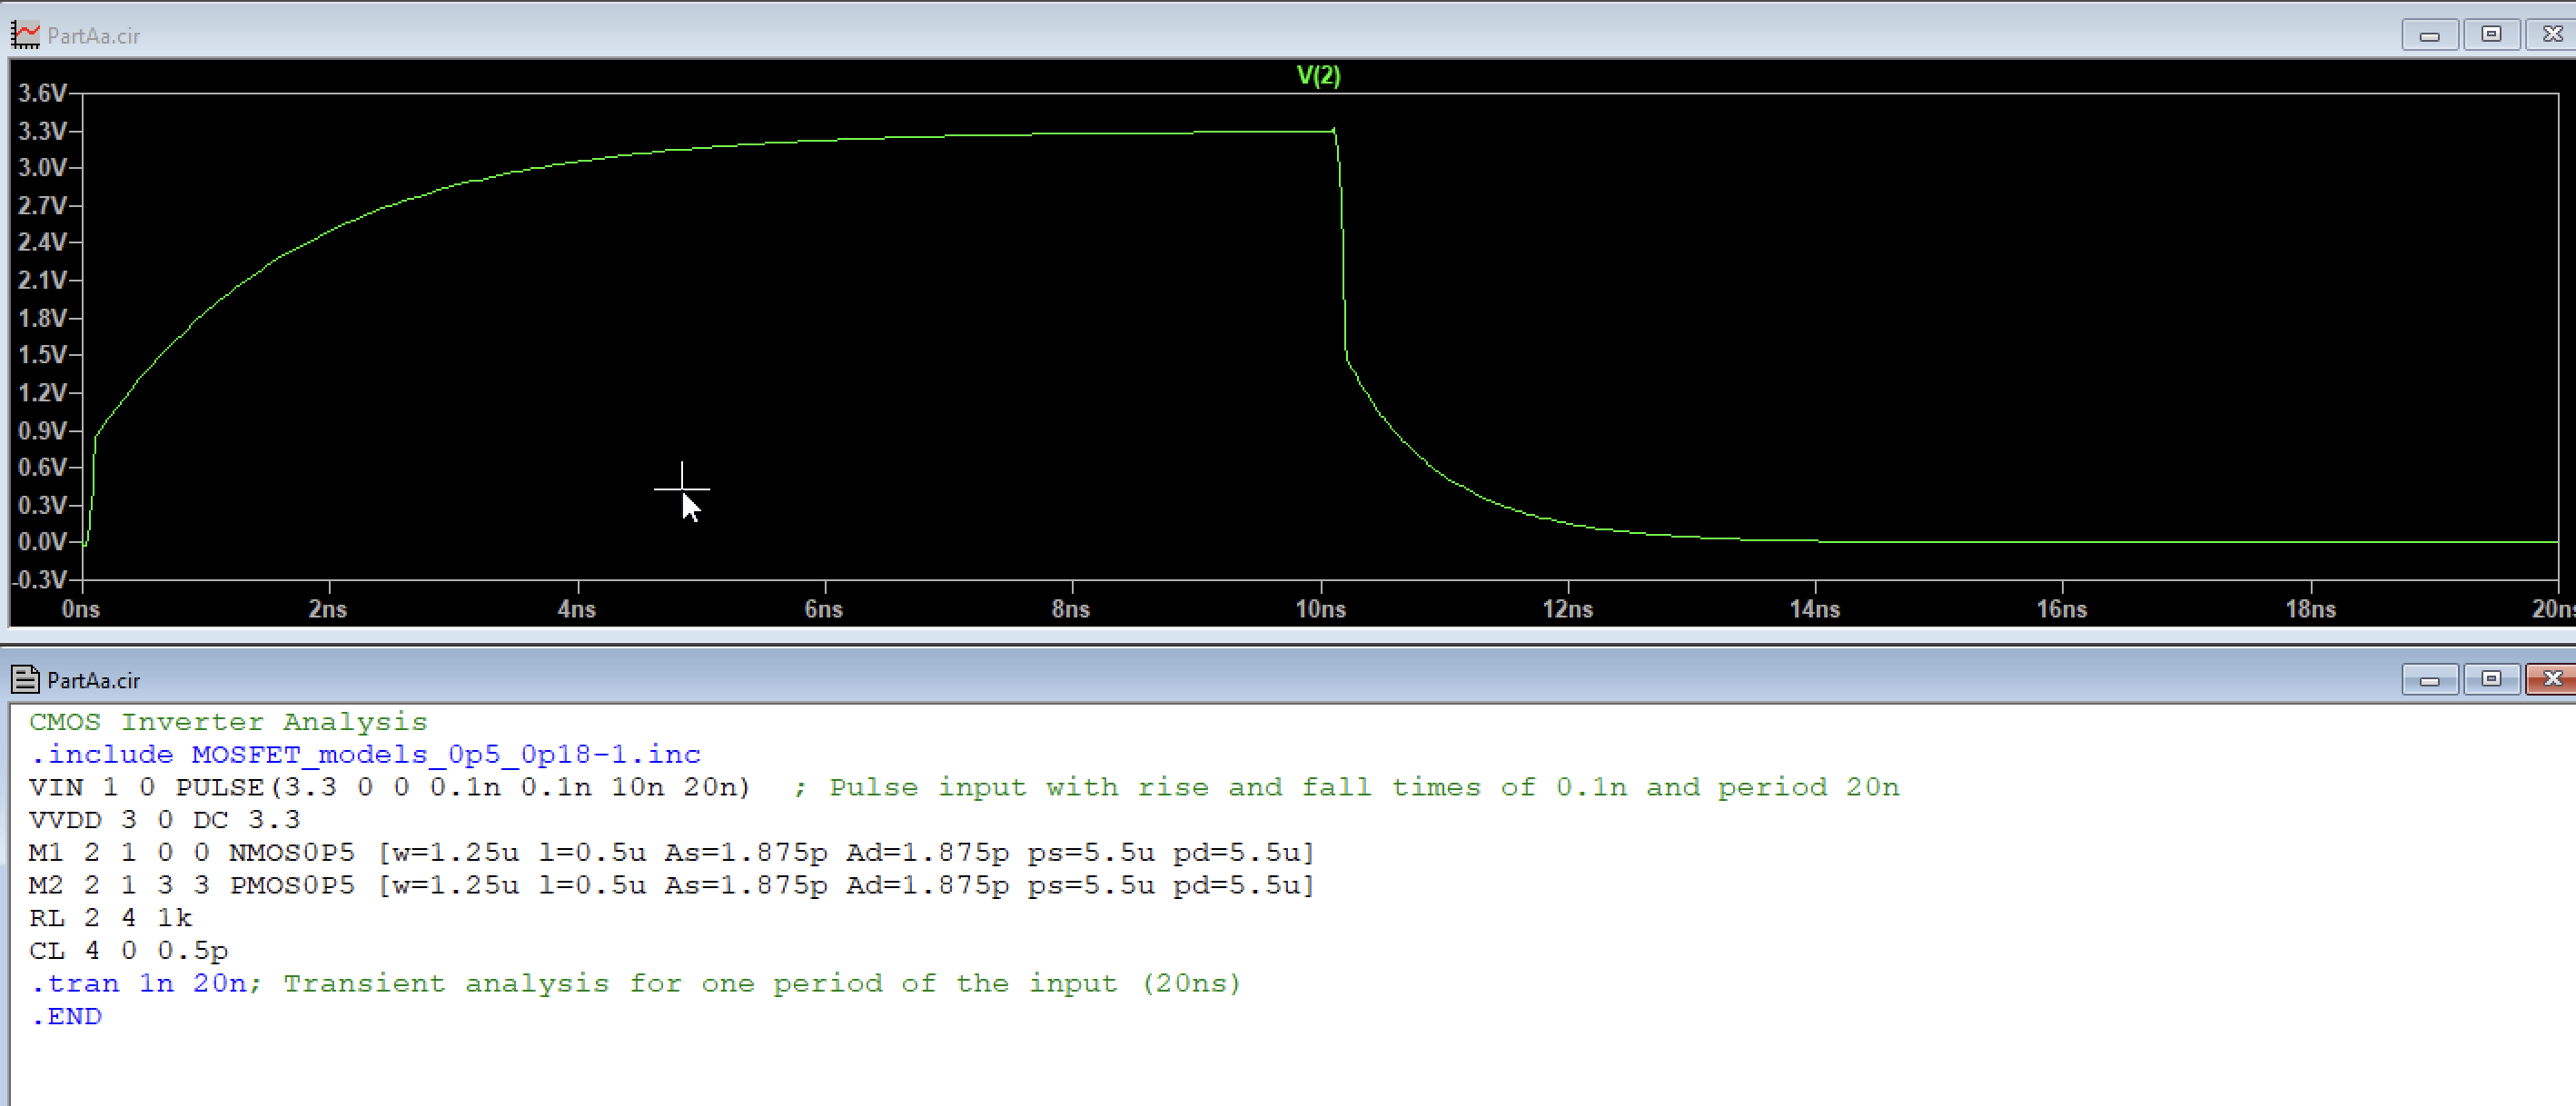 PartAa.cir
V(2)
3.6V
3.3V
3.0V
2.7V
2.4V
2.1V
1.8V
1.5V
1.2V
0.9V
0.6V
0.3V
0.0V
-0.3V
0ns 2ns 4ns 6ns 8ns 10ns 12ns 14ns 16ns 18ns 20ns
PartAa.cir
CMOS Inverter Analysis
.include MOSFET_models_0p5_0p18-1.inc
VIN 1 0 PULSE(3.3 0 0 0.1n 0.1n 10n 20n) ; Pulse input with rise and fall times of 0.1n and period 20n
VVDD 3 0 DC 3.3
M1 2 1 0 0 NMOS0P5 [w=1.25u l=0.5u As=1.875p Ad=1.875p ps=5.5u pd=5.5u]
M2 2 1 3 3 PMOS0P5 [w=1.25u l=0.5u As=1.875p Ad=1.875p ps=5.5u pd=5.5u]
RL 2 4 1k
CL 4 0 0.5p
.tran 1n 20n; Transient analysis for one period of the input (20ns)
.END